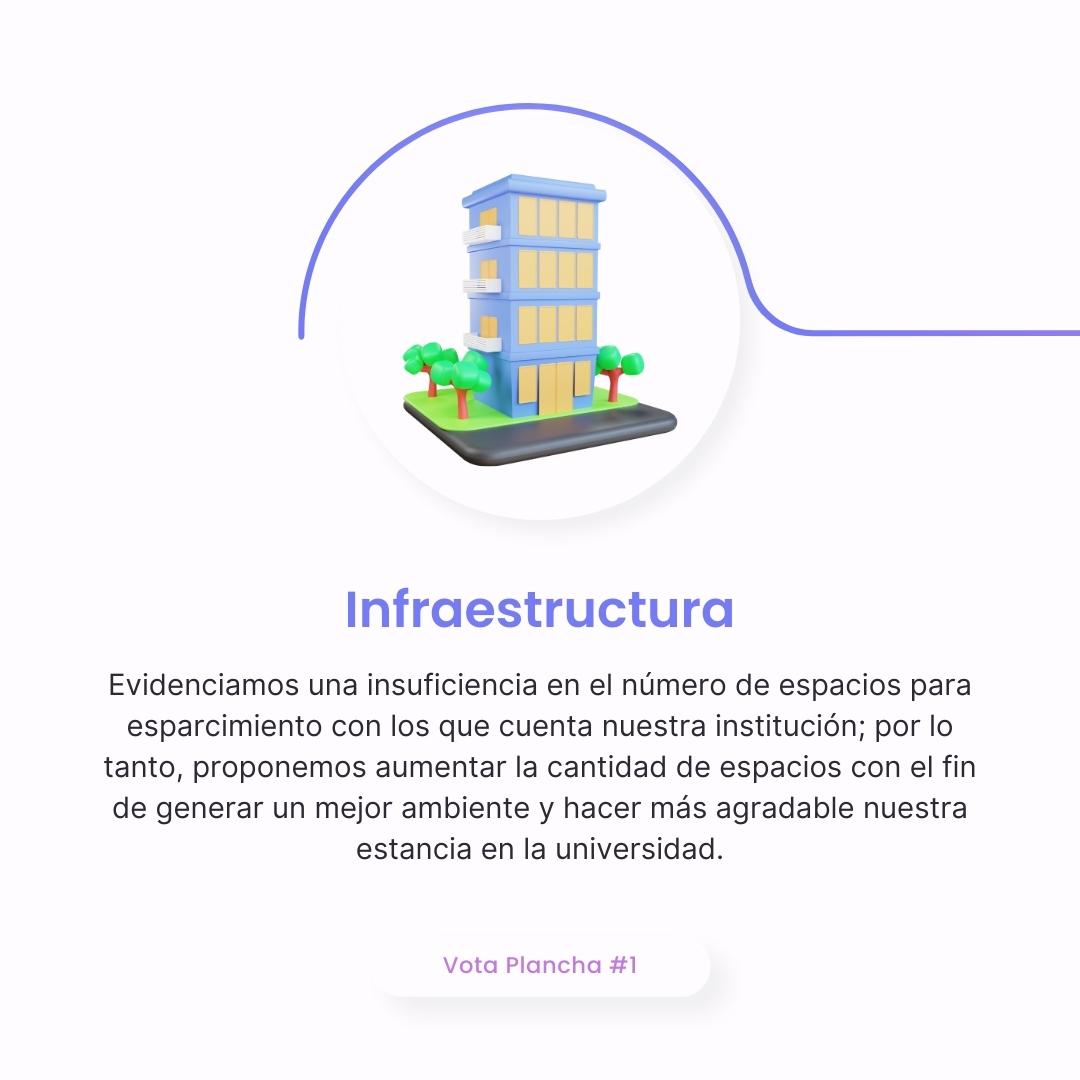 Infraestructura
Evidenciamos una insuficiencia en el número de espacios para
esparcimiento con los que cuenta nuestra institución; por lo
tanto, proponemos aumentar la cantidad de espacios con el fin
de generar un mejor ambiente y hacer más agradable nuestra
estancia en la universidad.
Vota Plancha #1